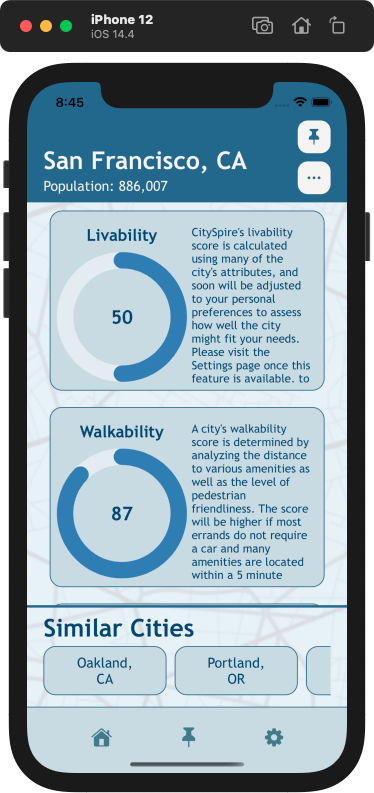 iPhone 12
iOS 14.4
8:45
San Francisco, CA
Population: 886,007
Livability
50
CitySpire's livability
score is calculated
using many of the
city's attributes, and
soon will be adjusted
to your personal
preferences to assess
how well the city
might fit your needs.
Please visit the
Settings page once this
feature is available. to
Walkability
87
A city's walkability
score is determined by
analyzing the distance
to various amenities as
well as the level of
pedestrian
friendliness. The score
will be higher if most
errands do not require
a car and many
amenities are located
within a 5 minute
Similar Cities
Oakland,
CA
Portland,
OR